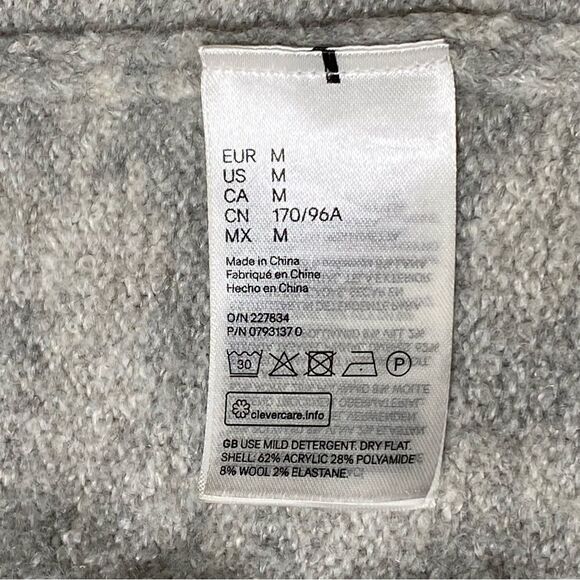 EUR M
US M
CA M
CN 170/96A
MX M
Made in China
Fabriqué en Chine
Hecho en China
O/N 227834
P/N 0793137 0
30 P
clevercare.info
GB USE MILD DETERGENT. DRY FLAT.
SHELL: 62% ACRYLIC 28% POLYAMIDE
8% WOOL 2% ELASTANE.